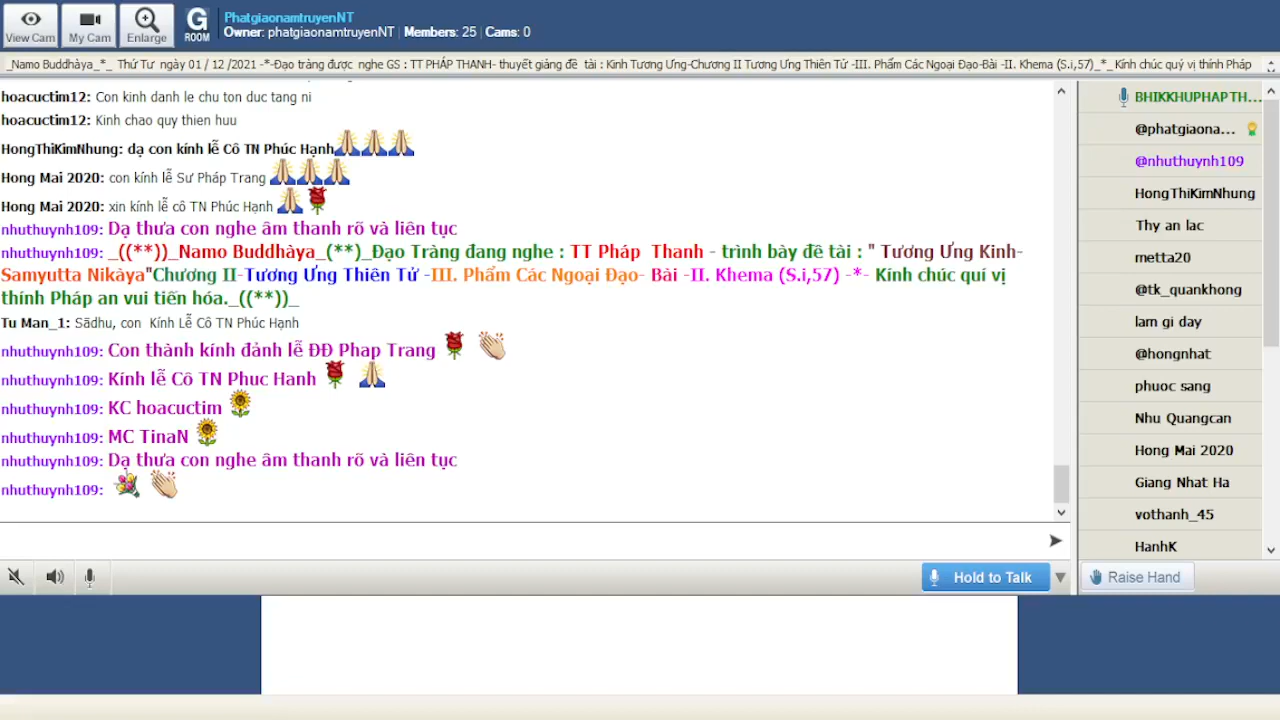 View Cam
My Cam
Enlarge
G
ROOM
PhatgiaonamtruyenNT
Owner: phatgiaonamtruyenNT | Members: 25 | Cams: 0
_Namo Buddhàya_*_ Thứ Tư ngày 01 / 12 /2021 -*-Đạo tràng được nghe GS : TT PHÁP THANH- thuyết giảng đề tài : Kinh Tương Ưng-Chương II Tương Ưng Thiên Tử -III. Phẩm Các Ngoại Đạo-Bài -II. Khema (S.i,57)_*_Kính chúc quý vị thính Pháp
hoacuctim12: Con kinh danh le chu ton duc tang ni
hoacuctim12: Kinh chao quy thien huu
HongThiKimNhung: dạ con kính lễ Cô TN Phúc Hạnh
Hong Mai 2020: con kính lễ Sư Pháp Trang
Hong Mai 2020: xin kính lễ cô TN Phúc Hạnh
nhuthuynh109: Dạ thưa con nghe âm thanh rõ và liên tục
nhuthuynh109: _((**))_Namo Buddhàya_(**)_Đạo Tràng đang nghe : TT Pháp Thanh - trình bày đề tài : " Tương Ưng Kinh-
Samyutta Nikàya"Chương II-Tương Ưng Thiên Tử -III. Phẩm Các Ngoại Đạo- Bài -II. Khema (S.i,57) -*- Kính chúc quí vị
thính Pháp an vui tiến hóa._((**))_
Tu Man_1: Sādhu, con Kính Lễ Cô TN Phúc Hạnh
nhuthuynh109: Con thành kính đảnh lễ ĐĐ Phap Trang
nhuthuynh109: Kính lễ Cô TN Phuc Hanh
nhuthuynh109: KC hoacuctim
nhuthuynh109: MC TinaN
nhuthuynh109: Dạ thưa con nghe âm thanh rõ và liên tục
nhuthuynh109:
BHIKKHUPHAPTH...
@phatgiaona...
@nhuthuynh109
HongThiKimNhung
Thy an lac
metta20
@tk_quankhong
lam gi day
@hongnhat
phuoc sang
Nhu Quangcan
Hong Mai 2020
Giang Nhat Ha
vothanh_45
HanhK
Hold to Talk
Raise Hand